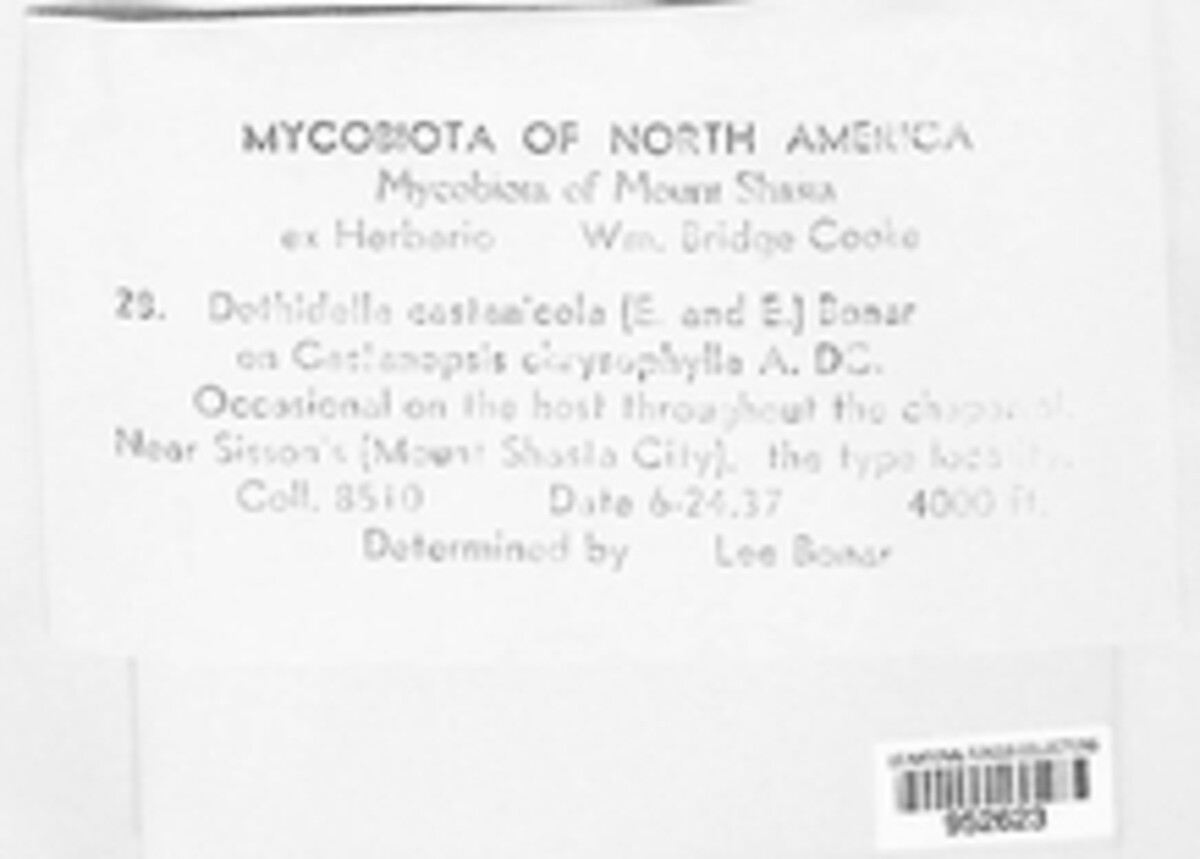 MYCOBIOTA OF NORTH AMERICA
Mycobiota of Mount Shasta
ex Herbario Wm. Bridge Cooke
Dothidella castanicola (E. and E.) Bonar
on Castanopsis chrysophylla A. DC.
Occasional on the host throughout the chaparral.
Near Sisson's (Mount Shasta City), the type locality.
Coll. 8510 Date 6-24.37 4000 ft.
Determined by Lee Bonar
952623